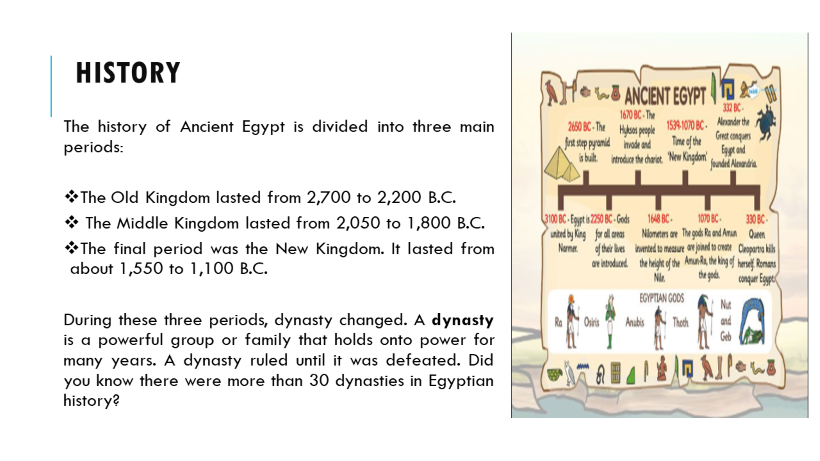 HISTORY
The history of Ancient Egypt is divided into three main
periods:
❖The Old Kingdom lasted from 2,700 to 2,200 B.C.
❖ The Middle Kingdom lasted from 2,050 to 1,800 B.C.
❖The final period was the New Kingdom. It lasted from
about 1,550 to 1,100 B.C.
During these three periods, dynasty changed. A dynasty
is a powerful group or family that holds onto power for
many years. A dynasty ruled until it was defeated. Did
you know there were more than 30 dynasties in Egyptian
history?
ANCIENT EGYPT
2650 BC - The
first step pyramid
is built.
1670 BC - The
Hyksos people
invade and
introduce the chariot.
1539-1070 BC -
Time of the
'New Kingdom'
332 BC -
Alexander the
Great conquers
Egypt and
founded Alexandria.
3100 BC - Egypt is
united by King
Narmer.
2250 BC - Gods
for all areas
of their lives
are introduced.
1648 BC -
Nilometers are
invented to measure
the height of the
Nile.
1070 BC -
The gods Ra and Amun
are joined to create
Amun-Ra, the king of
the gods.
330 BC -
Queen
Cleopatra kills
herself. Romans
conquer Egypt.
EGYPTIAN GODS
Ra
Osiris
Anubis
Thoth
Nut
and
Geb